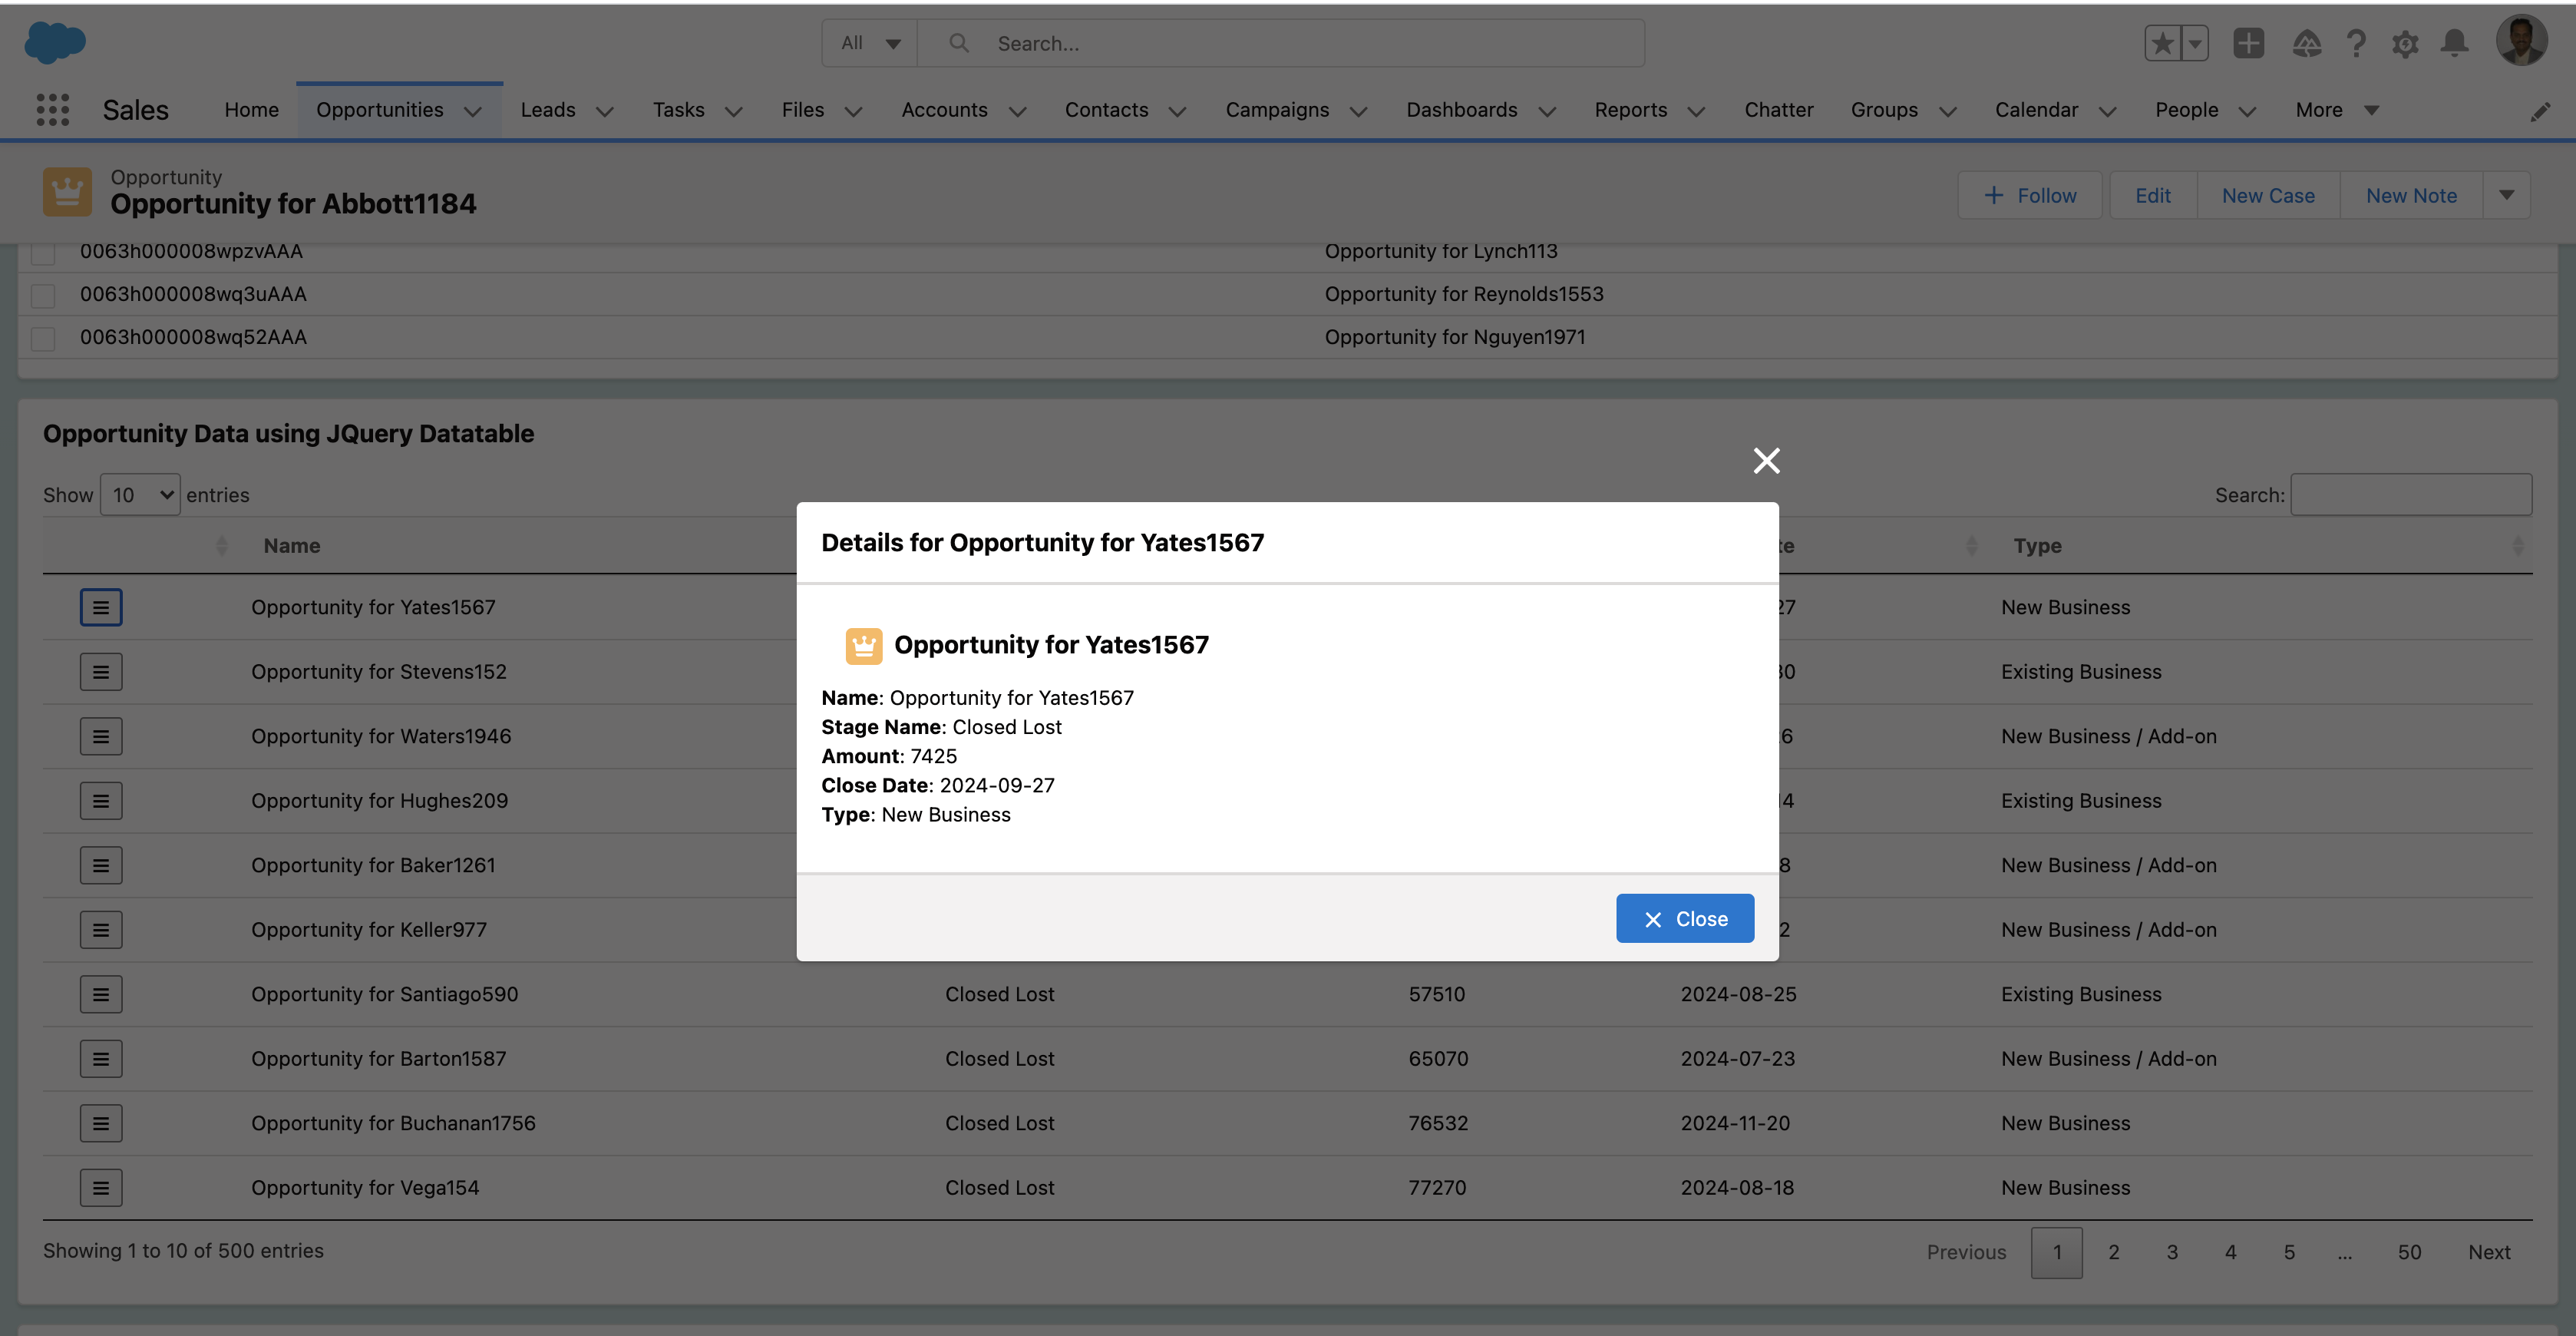 All Search...
Sales Home Opportunities Leads Tasks Files Accounts Contacts Campaigns Dashboards Reports Chatter Groups Calendar People More
Opportunity
Opportunity for Abbott1184
Follow Edit New Case New Note
0063h000008wpzvAAA Opportunity for Lynch113
0063h000008wq3uAAA Opportunity for Reynolds1553
0063h000008wq52AAA Opportunity for Nguyen1971
Opportunity Data using JQuery Datatable
Show 10 entries Search:
Name te Type
Opportunity for Yates1567 27 New Business
Opportunity for Stevens152 30 Existing Business
Opportunity for Waters1946 6 New Business / Add-on
Opportunity for Hughes209 14 Existing Business
Opportunity for Baker1261 8 New Business / Add-on
Opportunity for Keller977 2 New Business / Add-on
Opportunity for Santiago590 Closed Lost 57510 2024-08-25 Existing Business
Opportunity for Barton1587 Closed Lost 65070 2024-07-23 New Business / Add-on
Opportunity for Buchanan1756 Closed Lost 76532 2024-11-20 New Business
Opportunity for Vega154 Closed Lost 77270 2024-08-18 New Business
Showing 1 to 10 of 500 entries Previous 1 2 3 4 5 ... 50 Next
Details for Opportunity for Yates1567
Opportunity for Yates1567
Name: Opportunity for Yates1567
Stage Name: Closed Lost
Amount: 7425
Close Date: 2024-09-27
Type: New Business
Close